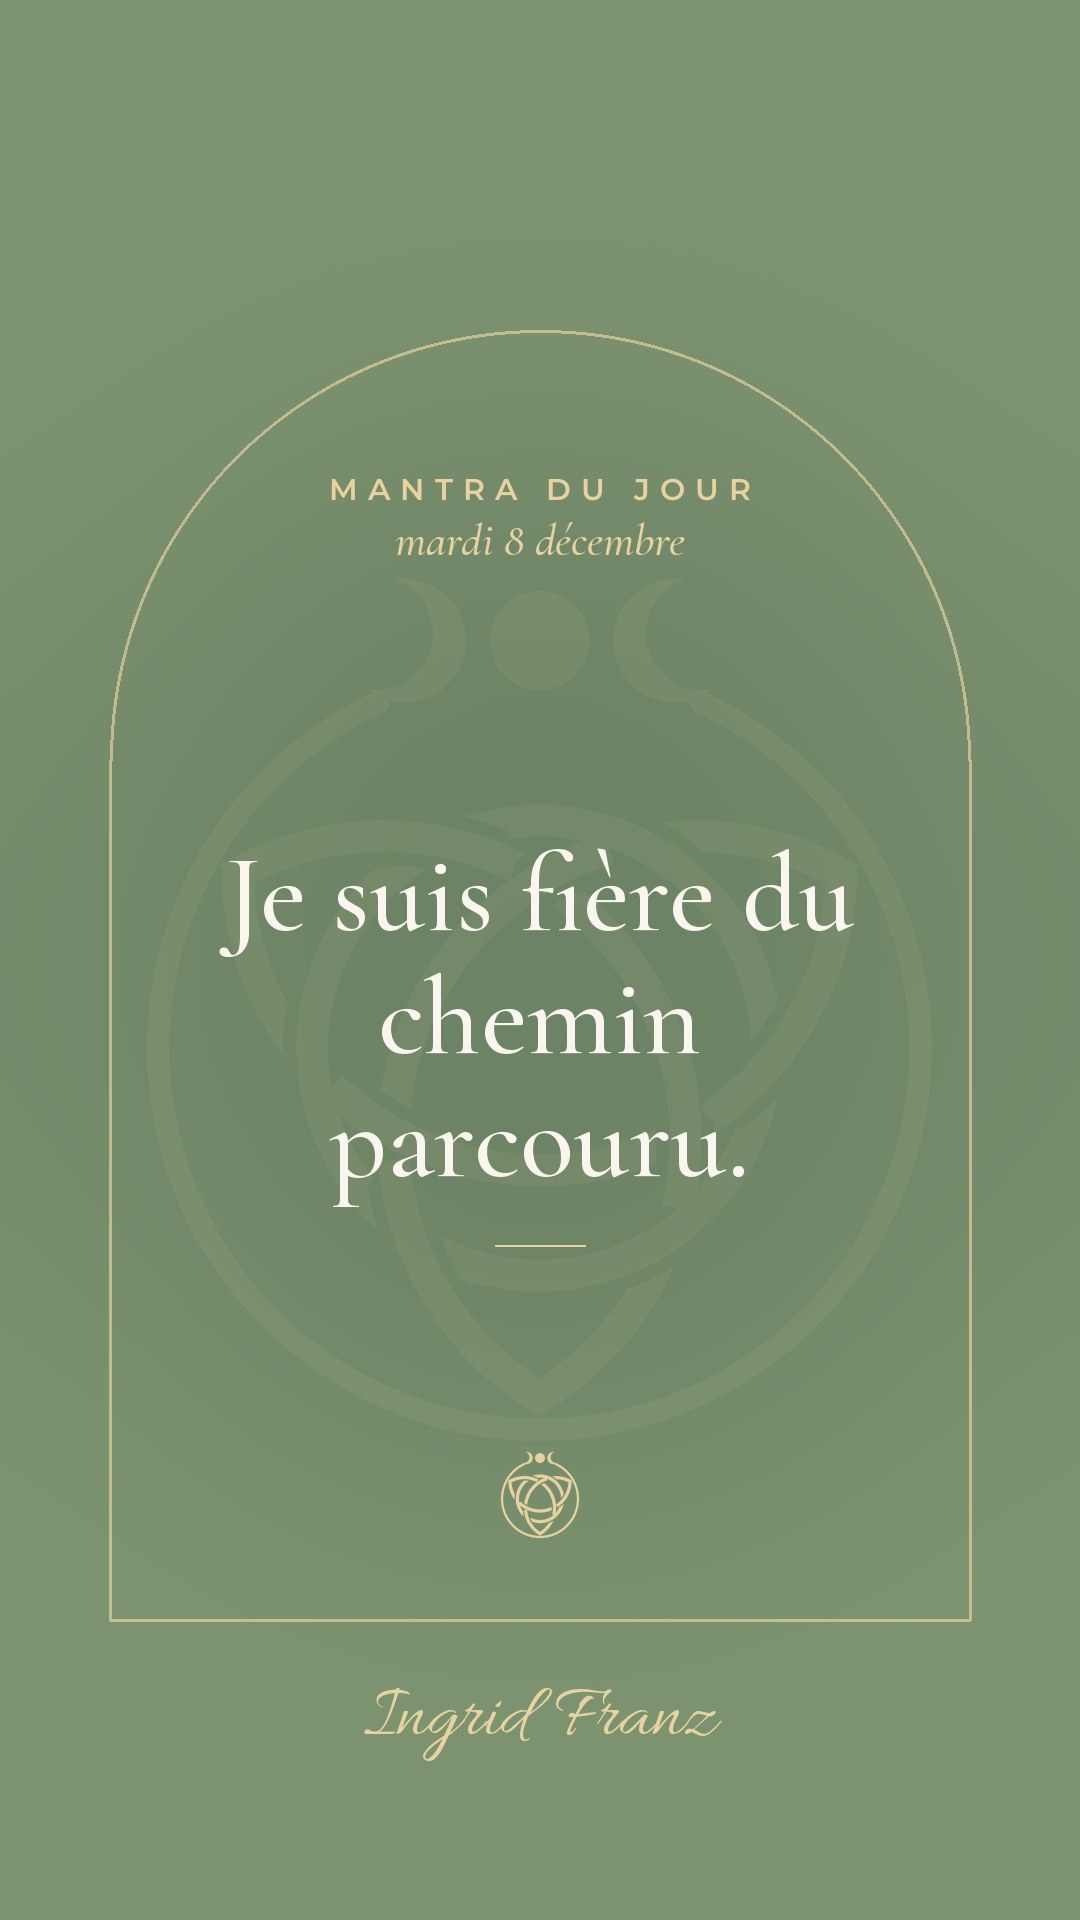 MANTRA DU JOUR
mardi 8 décembre
Je suis fière du
chemin
parcouru.
Ingrid Franz